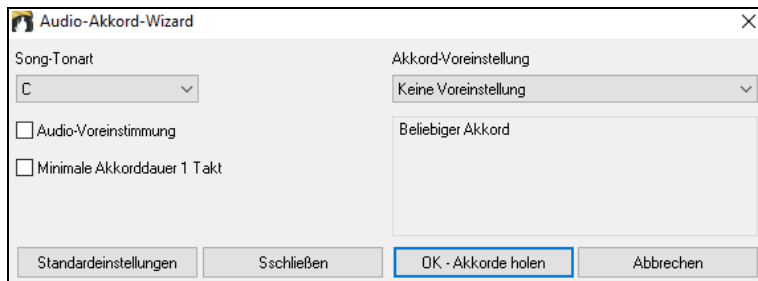 Audio-Akkord-Wizard
Song-Tonart
Akkord-Voreinstellung
C
Keine Voreinstellung
Audio-Voreinstimmung
Beliebiger Akkord
Minimale Akkorddauer 1 Takt
Standardeinstellungen
Sschließen
OK - Akkorde holen
Abbrechen